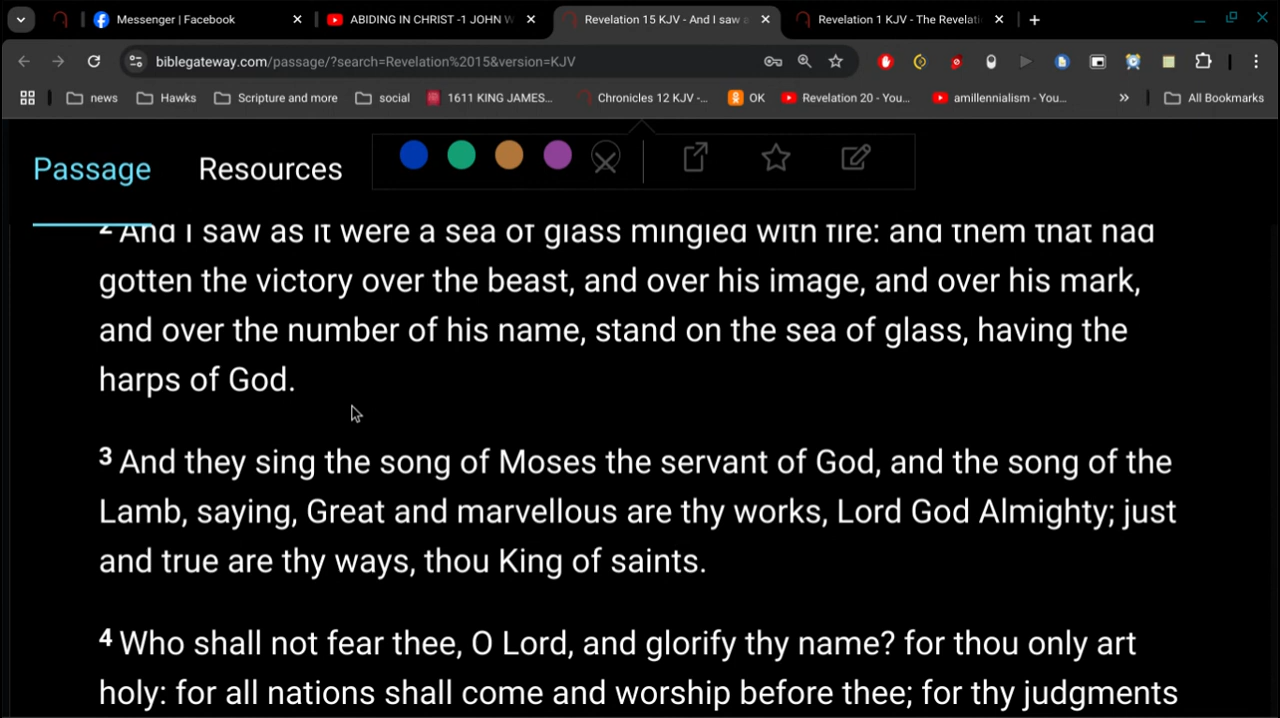 Messenger | Facebook
ABIDING IN CHRIST -1 JOHN W
Revelation 15 KJV - And I saw a
Revelation 1 KJV - The Revelati
biblegateway.com/passage/?search=Revelation%2015&version=KJV
news
Hawks
Scripture and more
social
1611 KING JAMES...
Chronicles 12 KJV -...
OK
Revelation 20 - You...
amillennialism - You...
»
All Bookmarks
Passage
Resources
2 And I saw as it were a sea of glass mingled with fire: and them that had
gotten the victory over the beast, and over his image, and over his mark,
and over the number of his name, stand on the sea of glass, having the
harps of God.
3 And they sing the song of Moses the servant of God, and the song of the
Lamb, saying, Great and marvellous are thy works, Lord God Almighty; just
and true are thy ways, thou King of saints.
4 Who shall not fear thee, O Lord, and glorify thy name? for thou only art
holy: for all nations shall come and worship before thee; for thy judgments